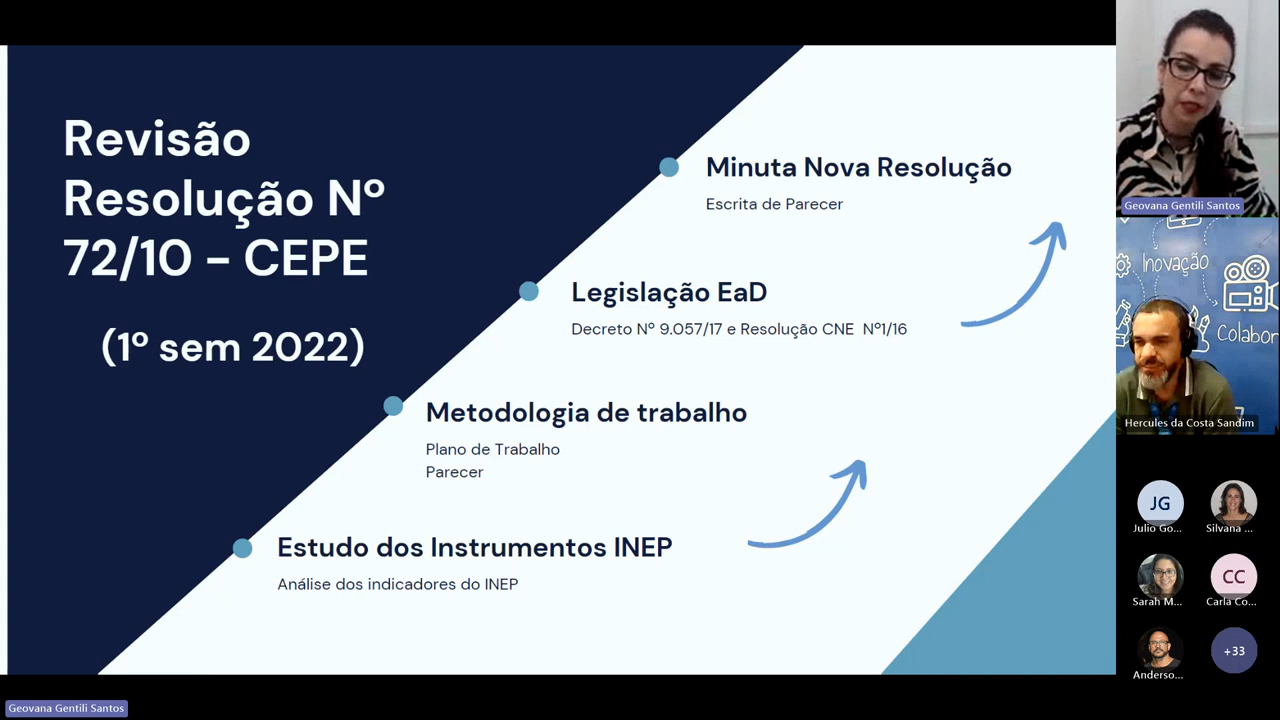 Revisão
Resolução Nº
72/10 - CEPE
(1º sem 2022)
Minuta Nova Resolução
Escrita de Parecer
Legislação EaD
Decreto Nº 9.057/17 e Resolução CNE Nº1/16
Metodologia de trabalho
Plano de Trabalho
Parecer
Estudo dos Instrumentos INEP
Análise dos indicadores do INEP
Geovana Gentili Santos
Inovação
Colabor
Hercules da Costa Sandim
JG
Julio Go...
Silvana ...
Sarah M...
CC
Carla Co...
Anderso...
+33
Geovana Gentili Santos